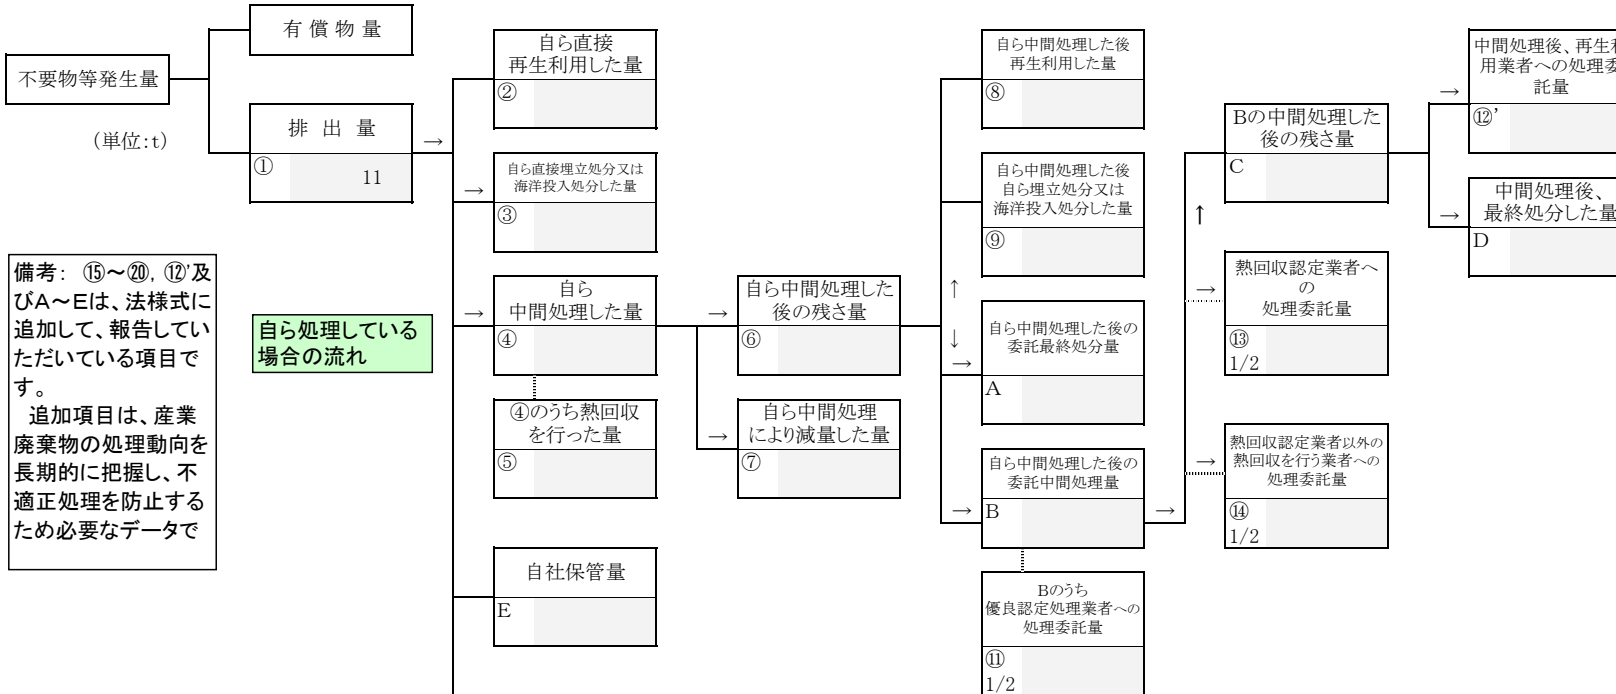 有 償 物 量
不要物等発生量
(単位:t)
排 出 量
→
①
11
自ら直接
再生利用した量
②
→
自ら直接埋立処分又は
海洋投入処分した量
③
備考: ⑮～⑳, ⑫'及
びA～Eは、法様式に
追加して、報告してい
ただいている項目で
す。
追加項目は、産業
廃棄物の処理動向を
長期的に把握し、不
適正処理を防止する
ため必要なデータで
自ら処理している
場合の流れ
→
自ら
中間処理した量
④
④のうち熱回収
を行った量
⑤
自社保管量
E
→
自ら中間処理した
後の残さ量
⑥
→
自ら中間処理
により減量した量
⑦
自ら中間処理した後
再生利用した量
⑧
自ら中間処理した後
自ら埋立処分又は
海洋投入処分した量
⑨
↑
↓
→
自ら中間処理した後の
委託最終処分量
A
→
自ら中間処理した後の
委託中間処理量
B
→
Bのうち
優良認定処理業者への
処理委託量
⑪
1/2
Bの中間処理した
後の残さ量
C
↑
→
熱回収認定業者へ
の
処理委託量
⑬
1/2
→
熱回収認定業者以外の
熱回収を行う業者への
処理委託量
⑭
1/2
→
中間処理後、再生利
用業者への処理委
託量
⑫'
→
中間処理後、
最終処分した量
D